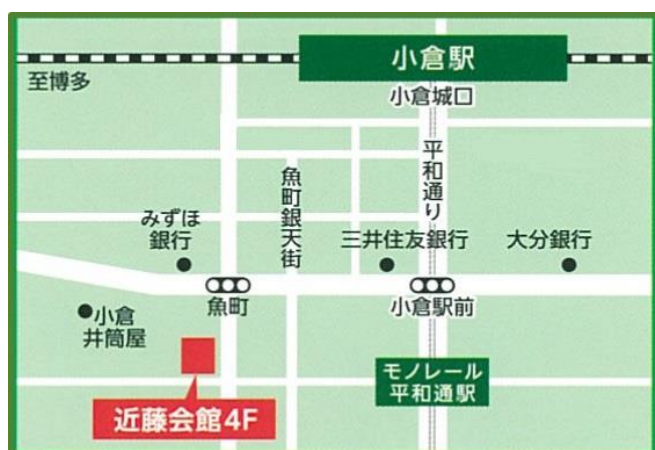 小倉駅
至博多
小倉城口
平和通り
魚町銀天街
みずほ
銀行
三井住友銀行
大分銀行
魚町
小倉駅前
小倉
井筒屋
モノレール
平和通駅
近藤会館4F